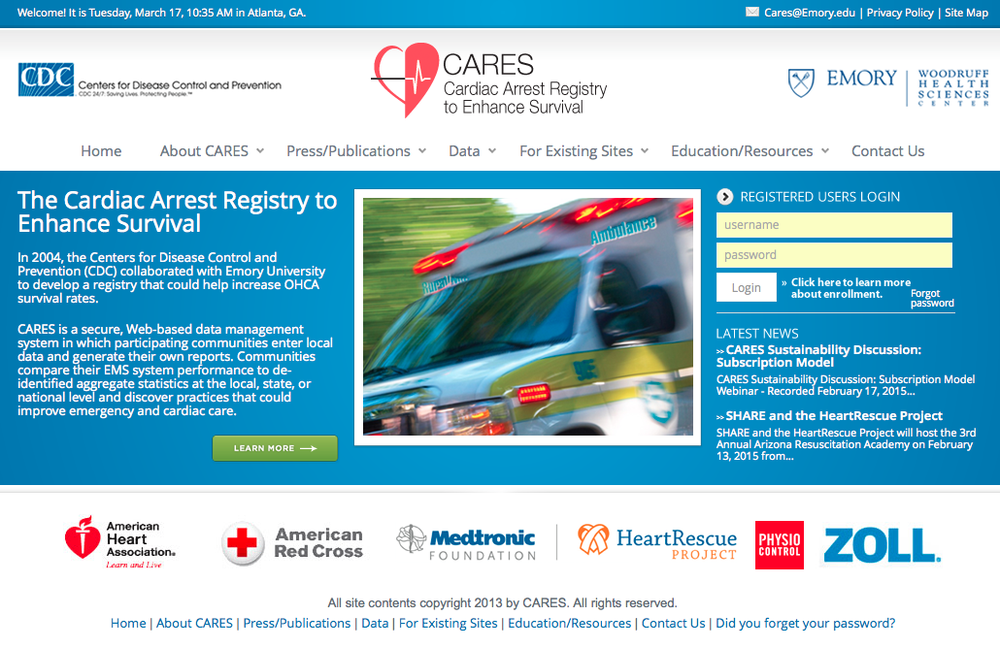 Welcome! It is Tuesday, March 17, 10:35 AM in Atlanta, GA.
Cares@Emory.edu | Privacy Policy | Site Map
CDC
Centers for Disease Control and Prevention
CDC 24/7: Saving Lives. Protecting People.™
CARES
Cardiac Arrest Registry
to Enhance Survival
EMORY
WOODRUFF
HEALTH
SCIENCES
CENTER
Home
About CARES
Press/Publications
Data
For Existing Sites
Education/Resources
Contact Us
The Cardiac Arrest Registry to
Enhance Survival
In 2004, the Centers for Disease Control and
Prevention (CDC) collaborated with Emory University
to develop a registry that could help increase OHCA
survival rates.
CARES is a secure, Web-based data management
system in which participating communities enter local
data and generate their own reports. Communities
compare their EMS system performance to de-
identified aggregate statistics at the local, state, or
national level and discover practices that could
improve emergency and cardiac care.
LEARN MORE
Ambulance
REGISTERED USERS LOGIN
username
password
Login
» Click here to learn more
about enrollment.
Forgot
password
LATEST NEWS
>> CARES Sustainability Discussion:
Subscription Model
CARES Sustainability Discussion: Subscription Model
Webinar - Recorded February 17, 2015...
>> SHARE and the HeartRescue Project
SHARE and the HeartRescue Project will host the 3rd
Annual Arizona Resuscitation Academy on February
13, 2015 from...
American
Heart
Association®
Learn and Live
American
Red Cross
Medtronic
FOUNDATION
HeartRescue
PROJECT
PHYSIO
CONTROL
ZOLL®
All site contents copyright 2013 by CARES. All rights reserved.
Home | About CARES | Press/Publications | Data | For Existing Sites | Education/Resources | Contact Us | Did you forget your password?